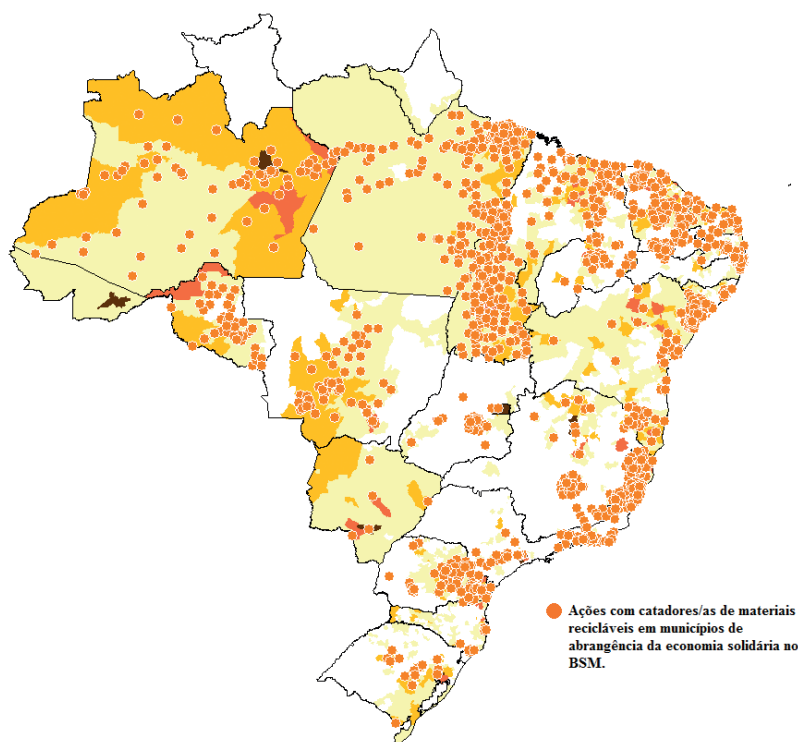 Ações com catadores/as de materiais
recicláveis em municípios de
abrangência da economia solidária no
BSM.